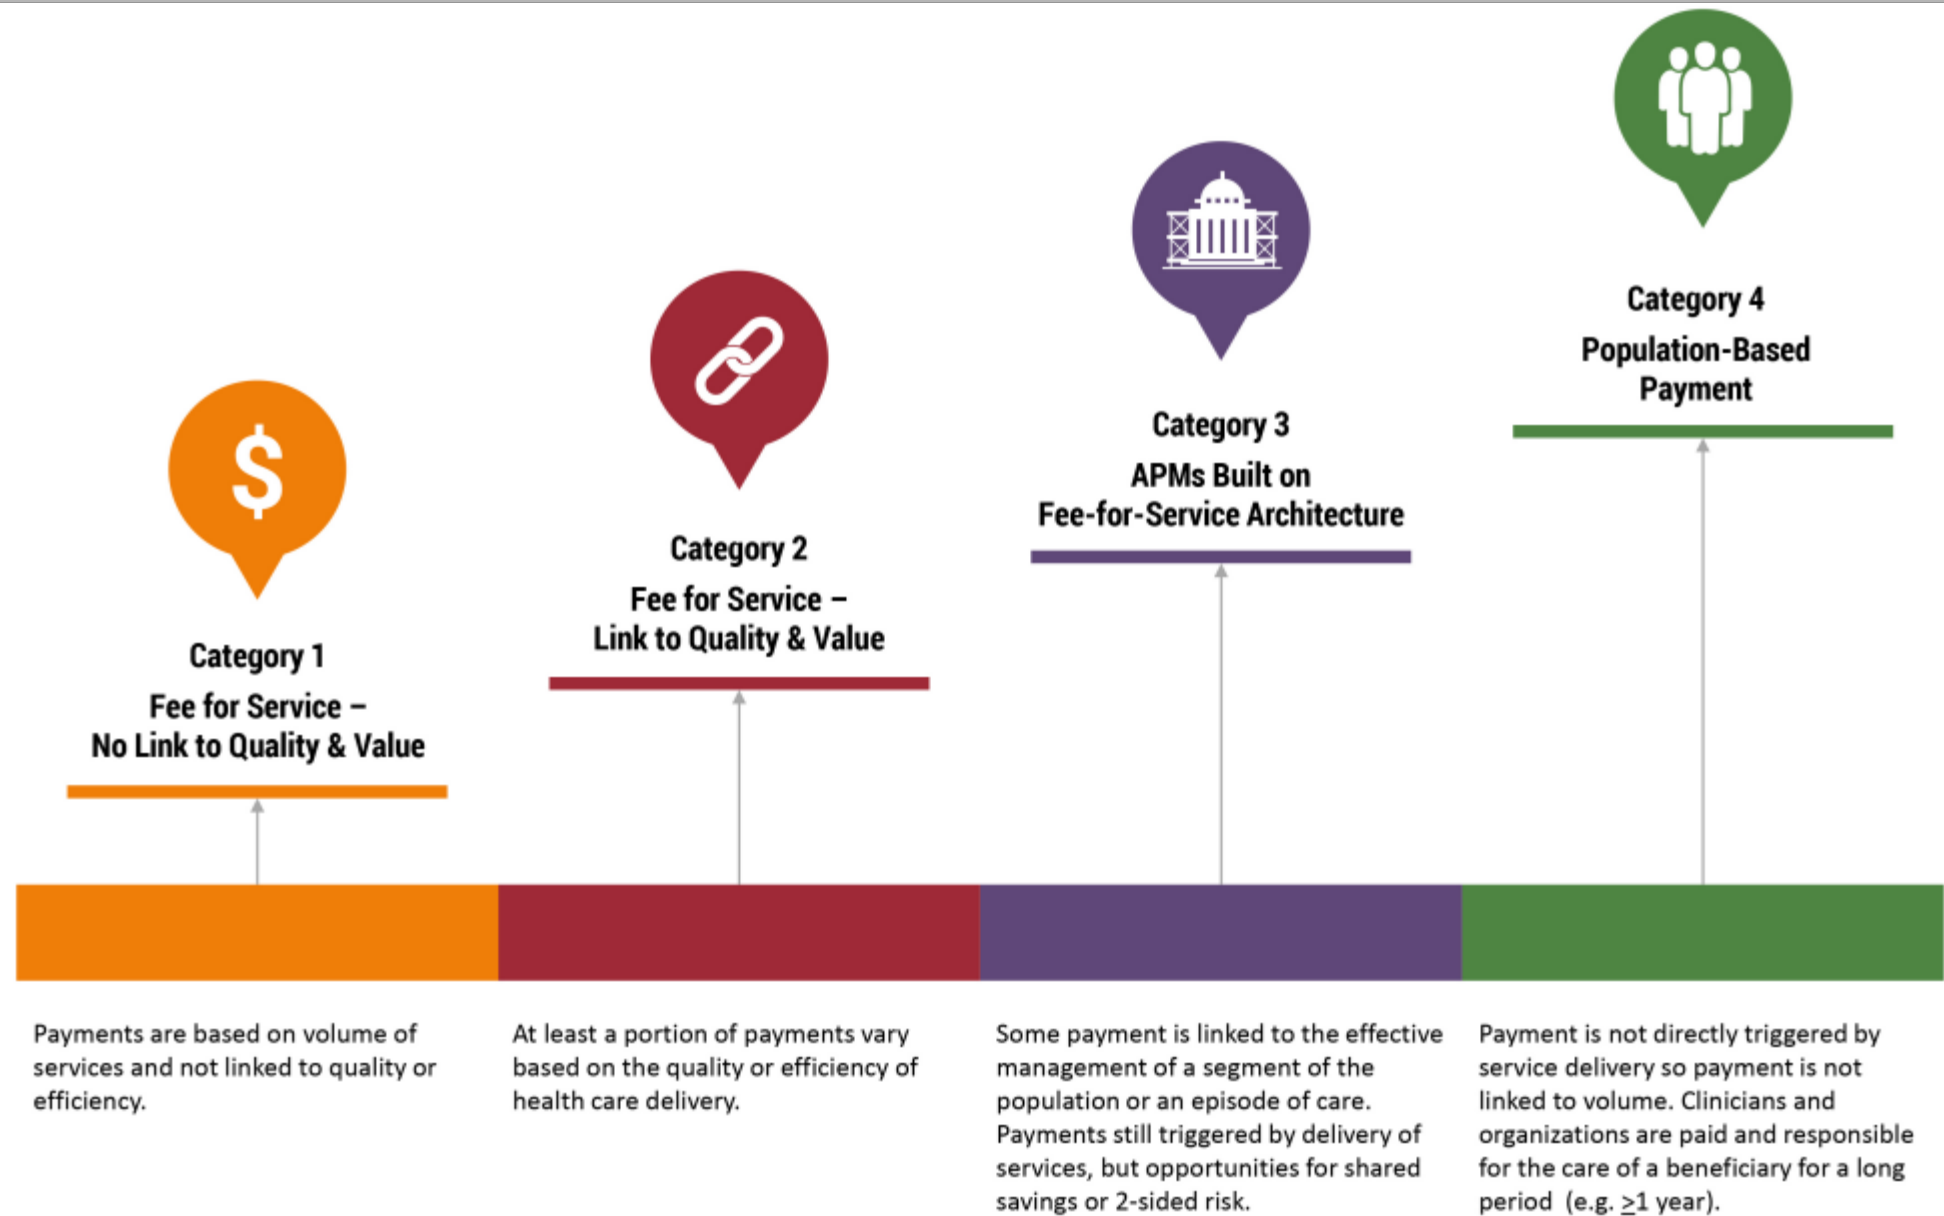 $
Category 1
Fee for Service –
No Link to Quality & Value
Category 2
Fee for Service –
Link to Quality & Value
Category 3
APMs Built on
Fee-for-Service Architecture
Category 4
Population-Based
Payment
Payments are based on volume of
services and not linked to quality or
efficiency.
At least a portion of payments vary
based on the quality or efficiency of
health care delivery.
Some payment is linked to the effective
management of a segment of the
population or an episode of care.
Payments still triggered by delivery of
services, but opportunities for shared
savings or 2-sided risk.
Payment is not directly triggered by
service delivery so payment is not
linked to volume. Clinicians and
organizations are paid and responsible
for the care of a beneficiary for a long
period (e.g. ≥1 year).